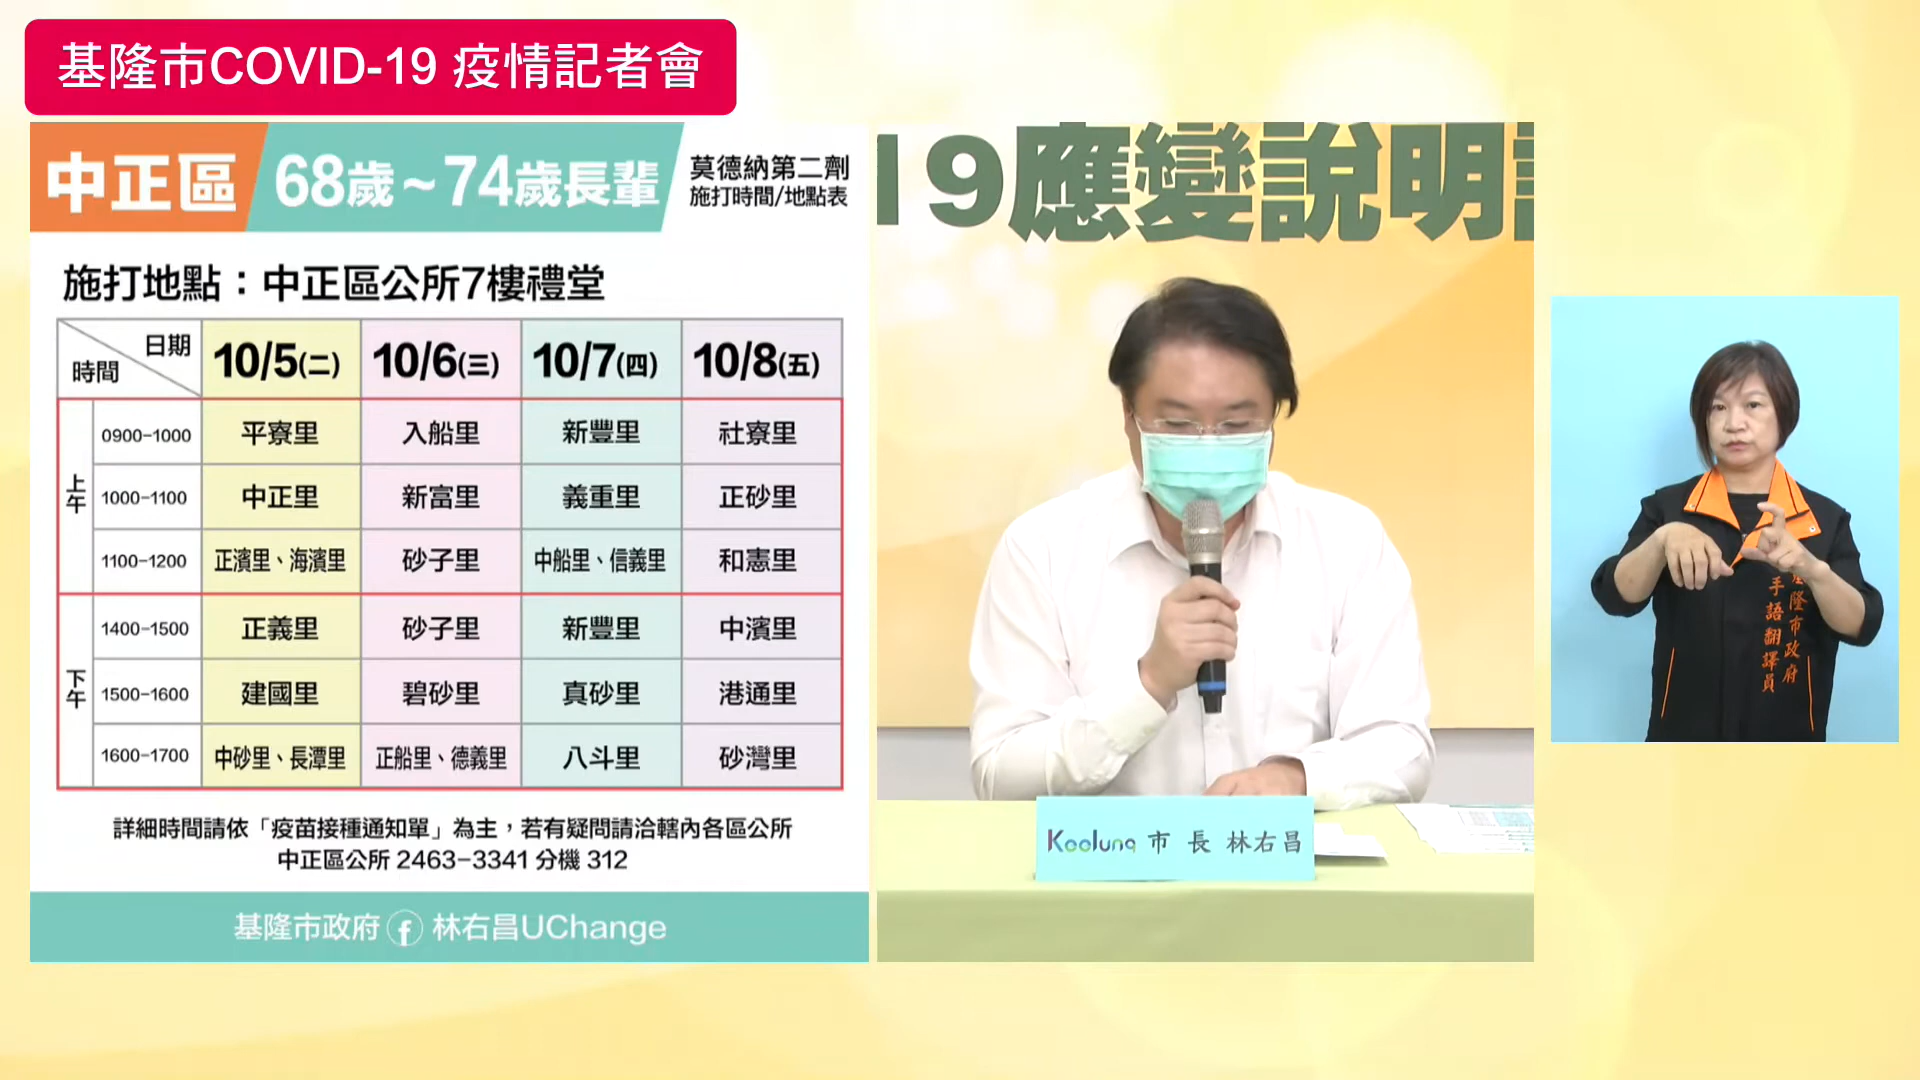 基隆市COVID-19 疫情記者會
中正區
68歲~74歲長輩
莫德納第二劑
施打時間/地點表
施打地點：中正區公所7樓禮堂
日期
時間
10/5(二) 10/6(三) 10/7(四) 10/8(五)
上午
0900-1000 平寮里 入船里 新豐里 社寮里
1000-1100 中正里 新富里 義重里 正砂里
1100-1200 正濱里、海濱里 砂子里 中船里、信義里 和憲里
下午
1400-1500 正義里 砂子里 新豐里 中濱里
1500-1600 建國里 碧砂里 真砂里 港通里
1600-1700 中砂里、長潭里 正船里、德義里 八斗里 砂灣里
詳細時間請依「疫苗接種通知單」為主，若有疑問請洽轄內各區公所
中正區公所 2463-3341 分機 312
基隆市政府 f 林右昌UChange
19應變說明
Keelung 市 長 林右昌
隆市政府
手語翻譯員